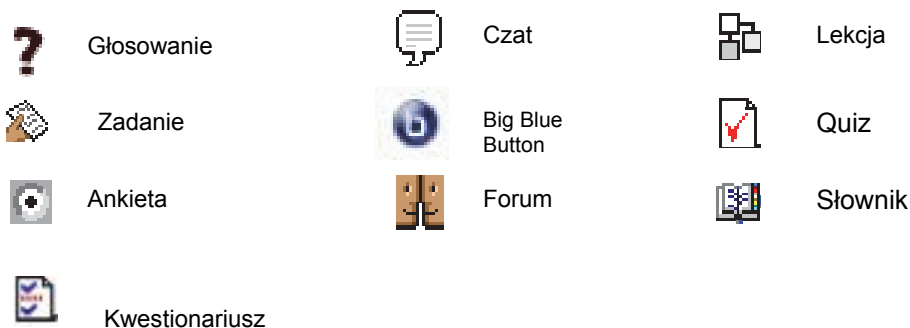 Głosowanie
Czat
Lekcja
Zadanie
Big Blue
Button
Quiz
Ankieta
Forum
Słownik
Kwestionariusz